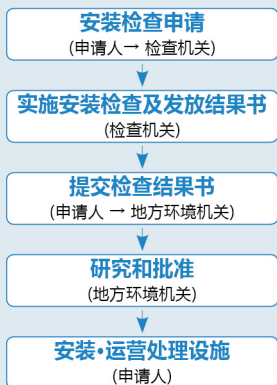 安装检查申请
(申请人→ 检查机关)
实施安装检查及发放结果书
(检查机关)
提交检查结果书
(申请人 → 地方环境机关)
研究和批准
(地方环境机关)
安装·运营处理设施
(申请人)